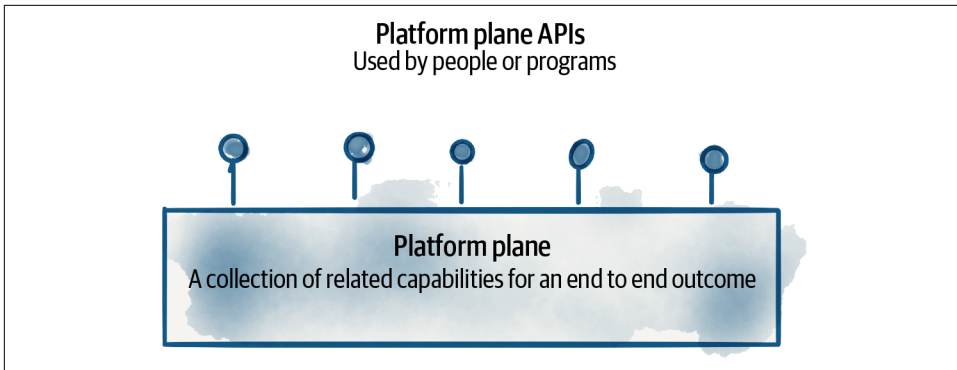 Platform plane APIs
Used by people or programs
Platform plane
A collection of related capabilities for an end to end outcome